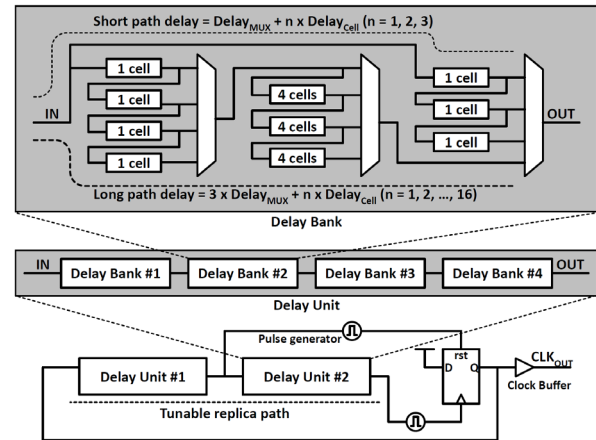 Short path delay = Delay_MUX + n x Delay_Cell (n = 1, 2, 3)
IN
1 cell
1 cell
1 cell
1 cell
4 cells
4 cells
4 cells
1 cell
1 cell
1 cell
OUT
Long path delay = 3 x Delay_MUX + n x Delay_Cell (n = 1, 2, ..., 16)
Delay Bank
IN
Delay Bank #1
Delay Bank #2
Delay Bank #3
Delay Bank #4
OUT
Delay Unit
Pulse generator
Delay Unit #1
Delay Unit #2
Tunable replica path
rst
D
Q
CLK_OUT
Clock Buffer